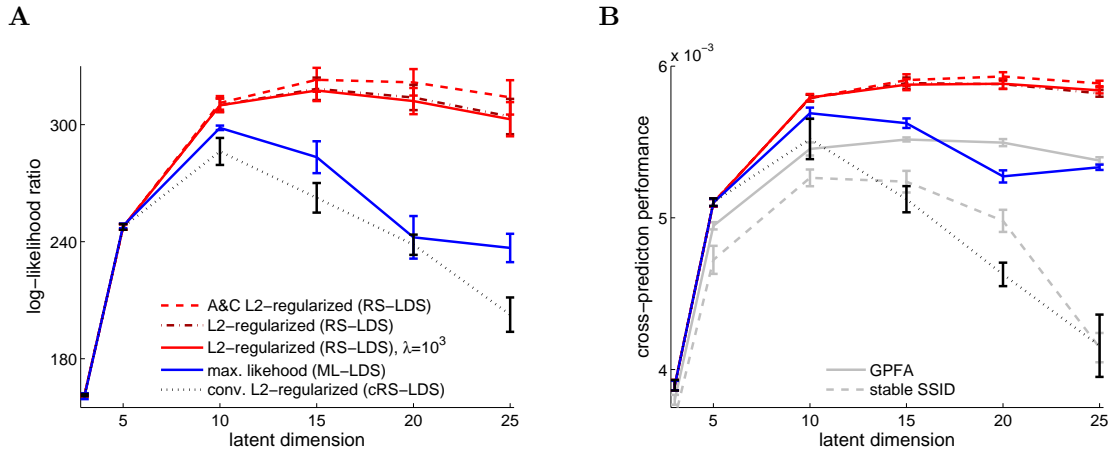 A
log−likelihood ratio
300
240
180
5
10
15
20
25
latent dimension
A&C L2−regularized (RS−LDS)
L2−regularized (RS−LDS)
L2−regularized (RS−LDS), λ=10³
max. likelihood (ML−LDS)
conv. L2−regularized (cRS−LDS)
B
6 x 10⁻³
cross−predicton performance
5
4
5
10
15
20
25
latent dimension
GPFA
stable SSID